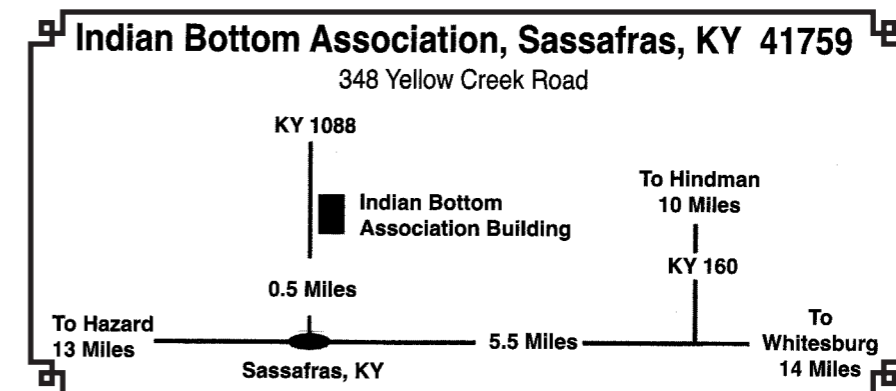 Indian Bottom Association, Sassafras, KY 41759
348 Yellow Creek Road
KY 1088
Indian Bottom
Association Building
To Hindman
10 Miles
KY 160
0.5 Miles
To Hazard
13 Miles
Sassafras, KY
5.5 Miles
To
Whitesburg
14 Miles